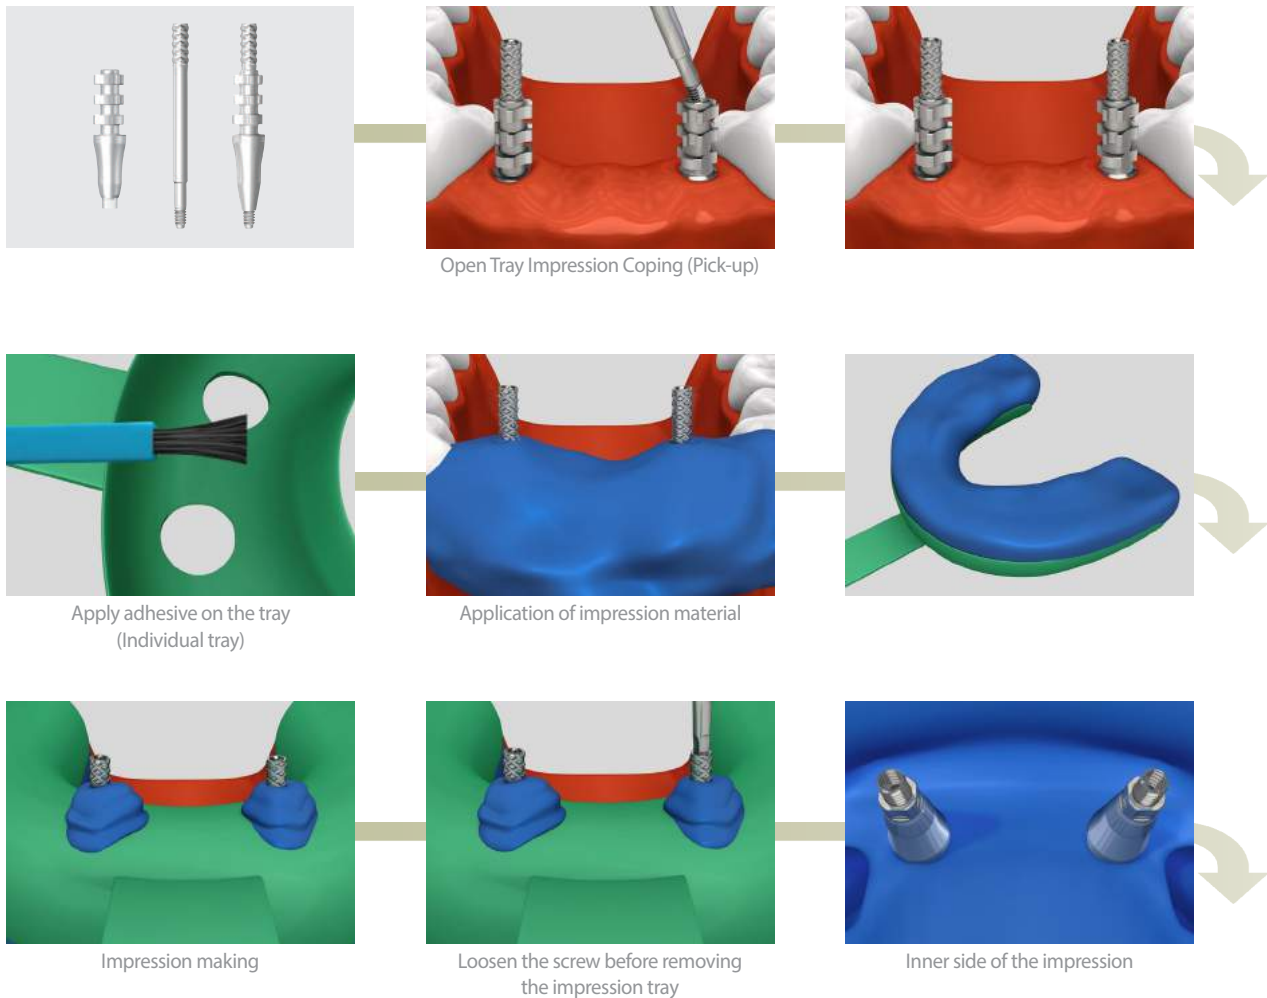 Open Tray Impression Coping (Pick-up)
Apply adhesive on the tray
(Individual tray)
Application of impression material
Impression making
Loosen the screw before removing
the impression tray
Inner side of the impression